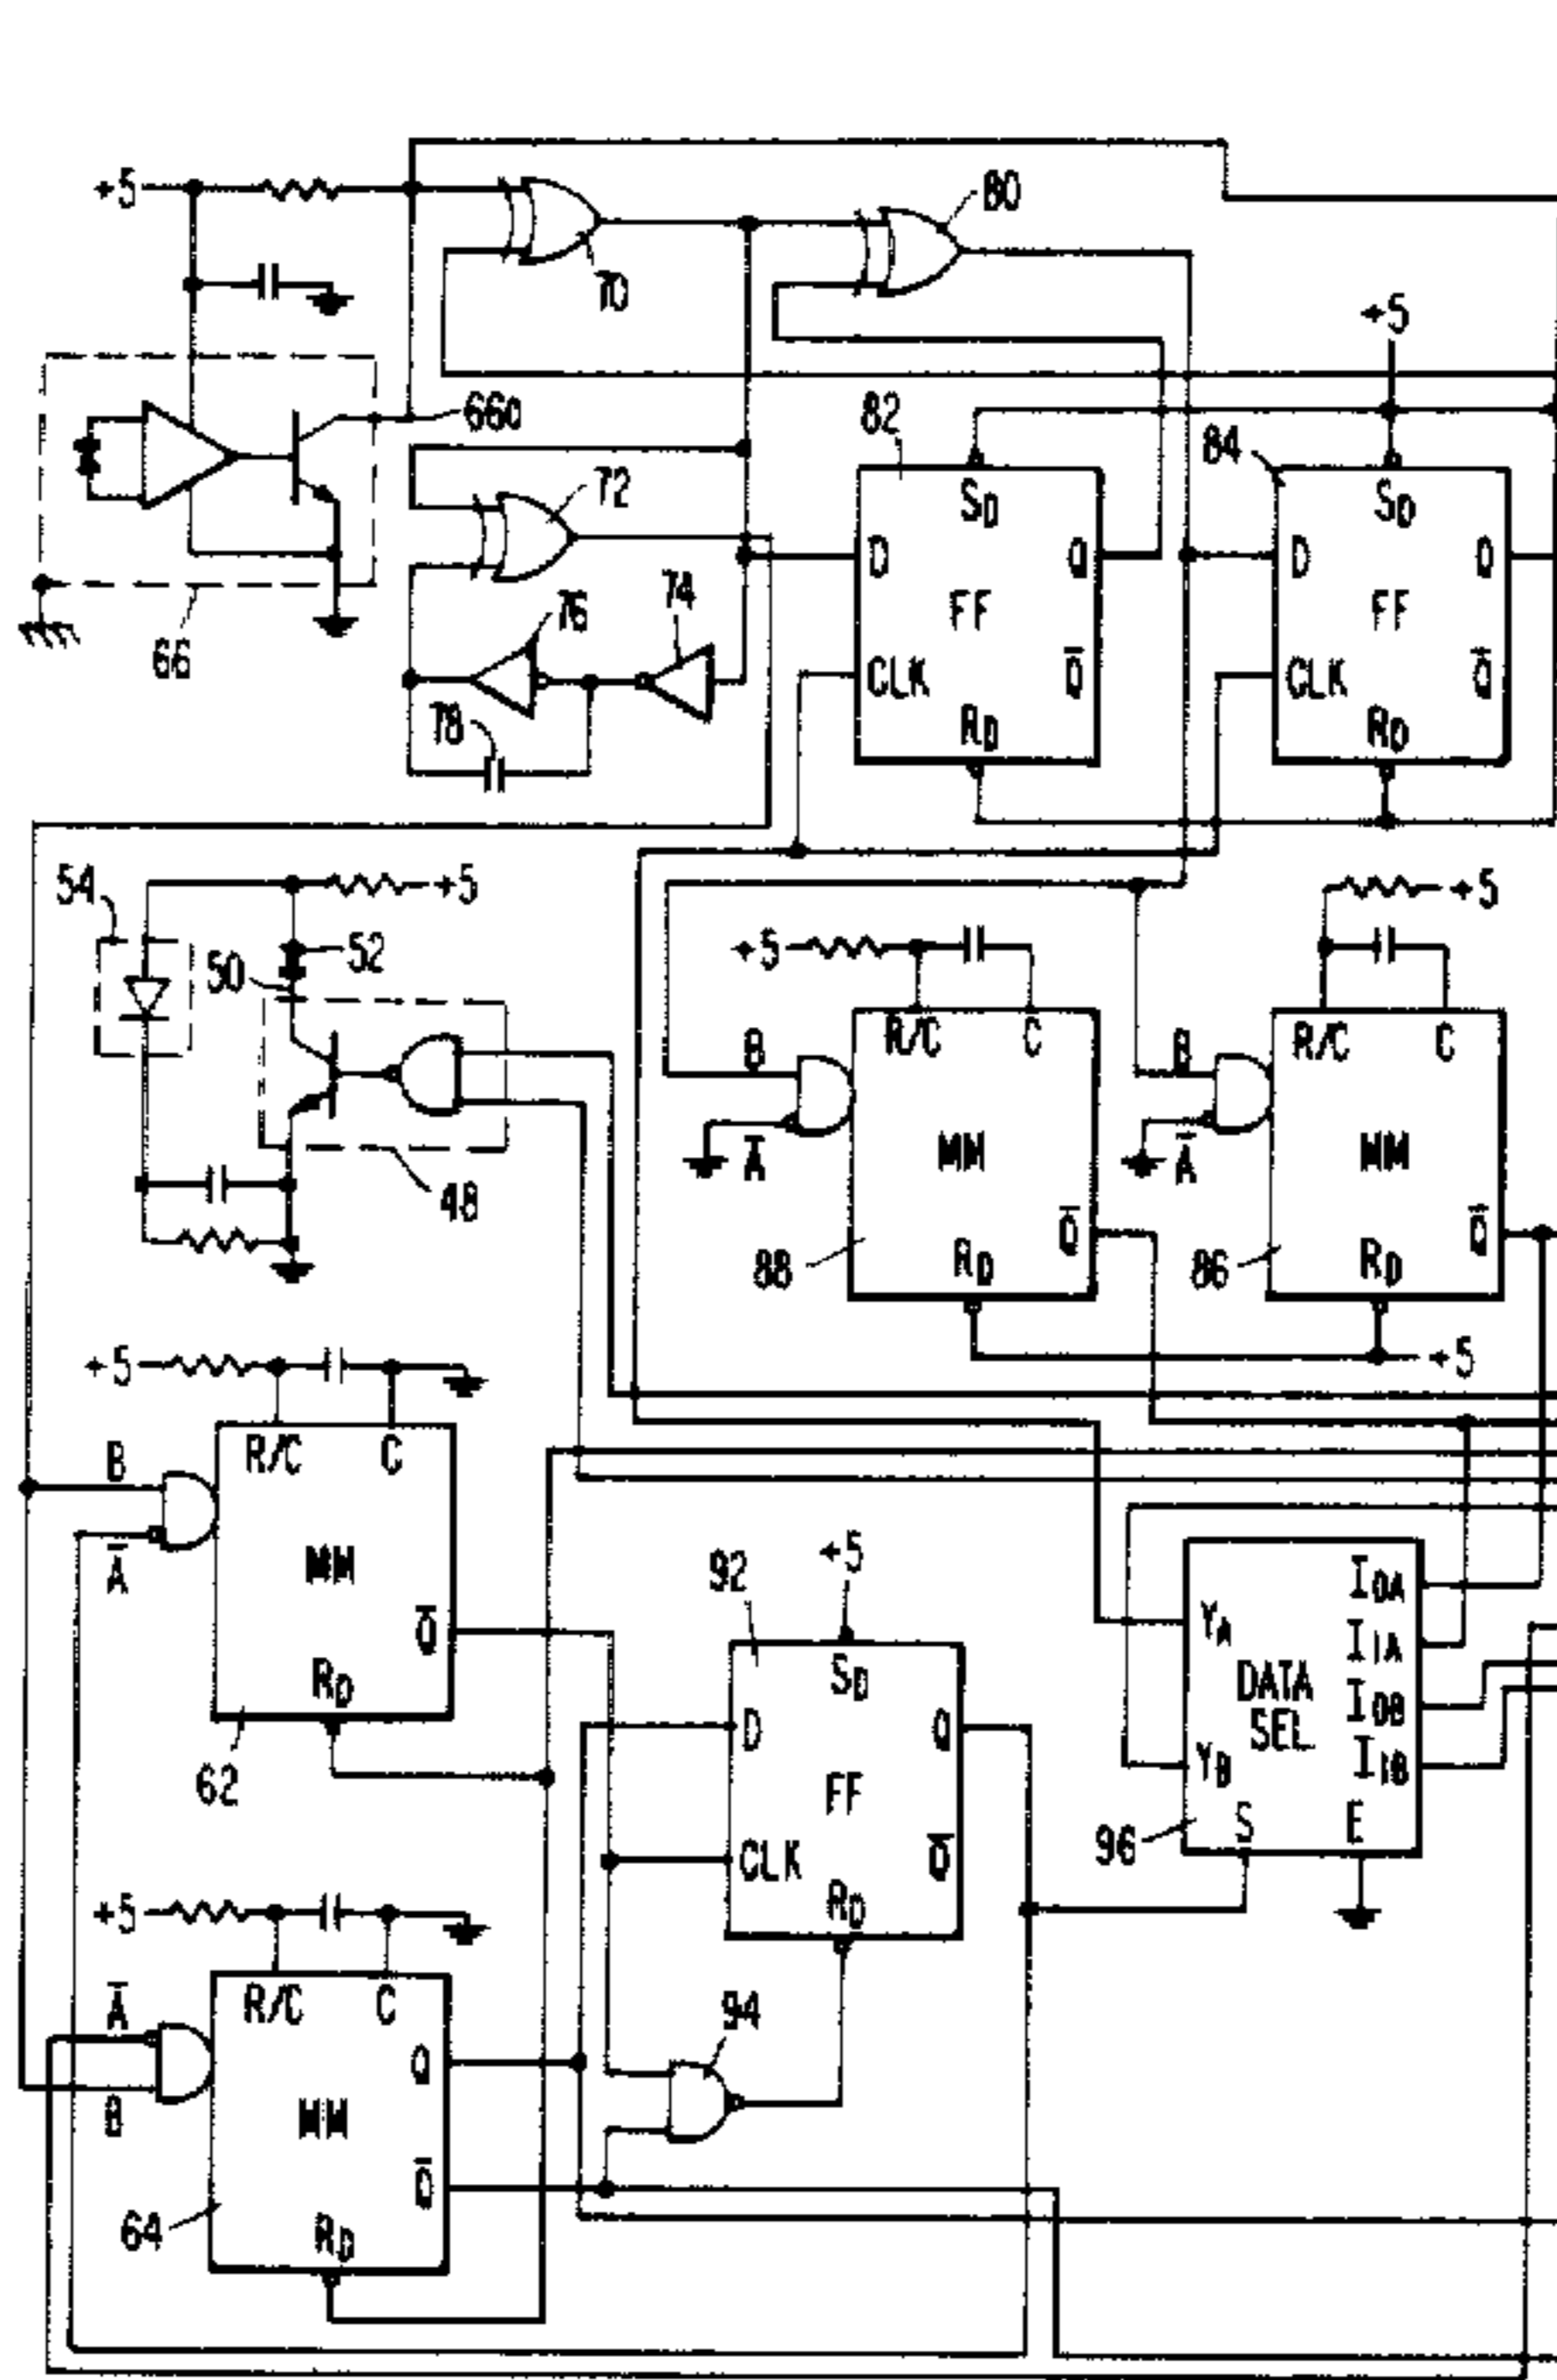 +5
80
70
+5
66a
82
84
72
SD
SD
D
Q
D
Q
76
74
FF
FF
66
CLK
Q̅
CLK
Q̅
78
RD
RD
54
+5
+5
52
+5
50
R/C
C
R/C
C
B
B
MM
MM
A̅
A̅
48
Q̅
Q̅
88
RD
86
RD
+5
+5
R/C
C
B
92
+5
I0A
A̅
MM
YA
I1A
Q̅
SD
DATA
SEL
I0B
RD
D
Q
YB
I1B
62
FF
S
E
96
CLK
Q̅
RD
+5
A̅
R/C
C
94
Q
B
MM
Q̅
64
RD